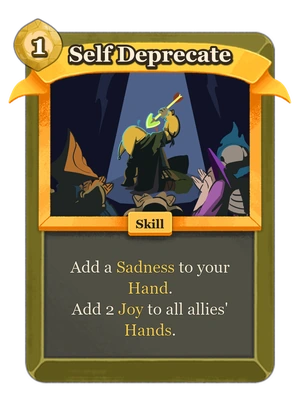 1
Self Deprecate
Skill
Add a Sadness to your
Hand.
Add 2 Joy to all allies'
Hands.